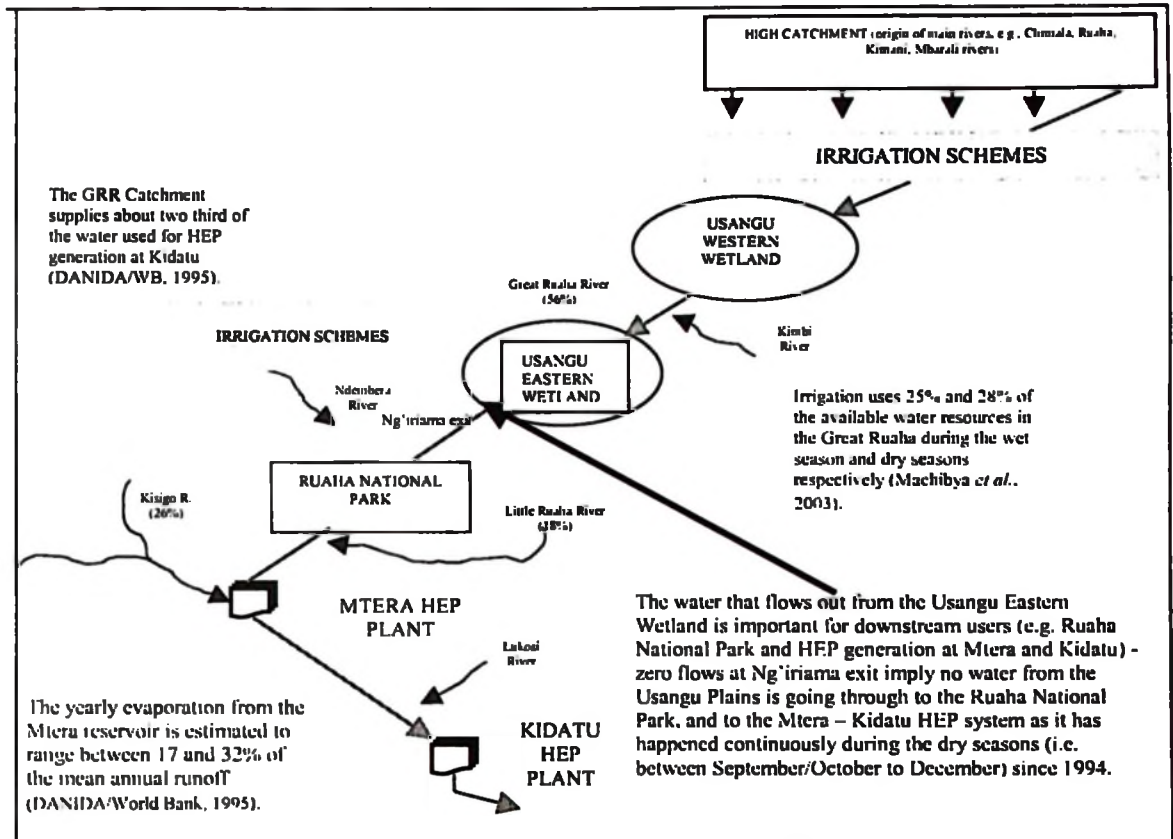 HIGH CATCHMENT (origin of main rivers, e.g., Chimala, Ruaha,
Kimani, Mbarali rivers)
IRRIGATION SCHEMES
The GRR Catchment
supplies about two third of
the water used for HEP
generation at Kidatu
(DANIDA/WB, 1995).
USANGU
WESTERN
WETLAND
Great Ruaha River
(56%)
Kimbi
River
IRRIGATION SCHEMES
USANGU
EASTERN
WETLAND
Ndembera
River
Ng'iriama exit
Irrigation uses 25% and 28% of
the available water resources in
the Great Ruaha during the wet
season and dry seasons
respectively (Machibya et al.,
2003).
RUAHA NATIONAL
PARK
Kisigo R.
(26%)
Little Ruaha River
(18%)
MTERA HEP
PLANT
The water that flows out from the Usangu Eastern
Wetland is important for downstream users (e.g. Ruaha
National Park and HEP generation at Mtera and Kidatu) -
zero flows at Ng'iriama exit imply no water from the
Usangu Plains is going through to the Ruaha National
Park, and to the Mtera – Kidatu HEP system as it has
happened continuously during the dry seasons (i.e.
between September/October to December) since 1994.
Lukosi
River
The yearly evaporation from the
Mtera reservoir is estimated to
range between 17 and 32% of
the mean annual runoff
(DANIDA/World Bank, 1995).
KIDATU
HEP
PLANT